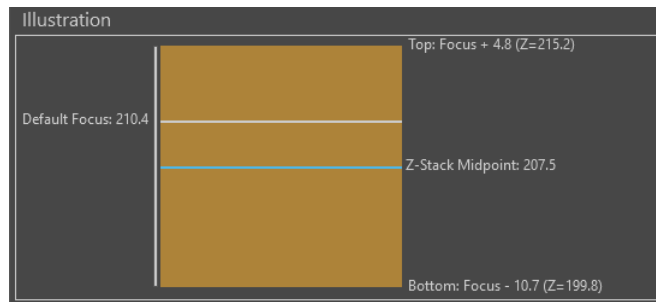 Illustration
Top: Focus + 4.8 (Z=215.2)
Default Focus: 210.4
Z-Stack Midpoint: 207.5
Bottom: Focus - 10.7 (Z=199.8)